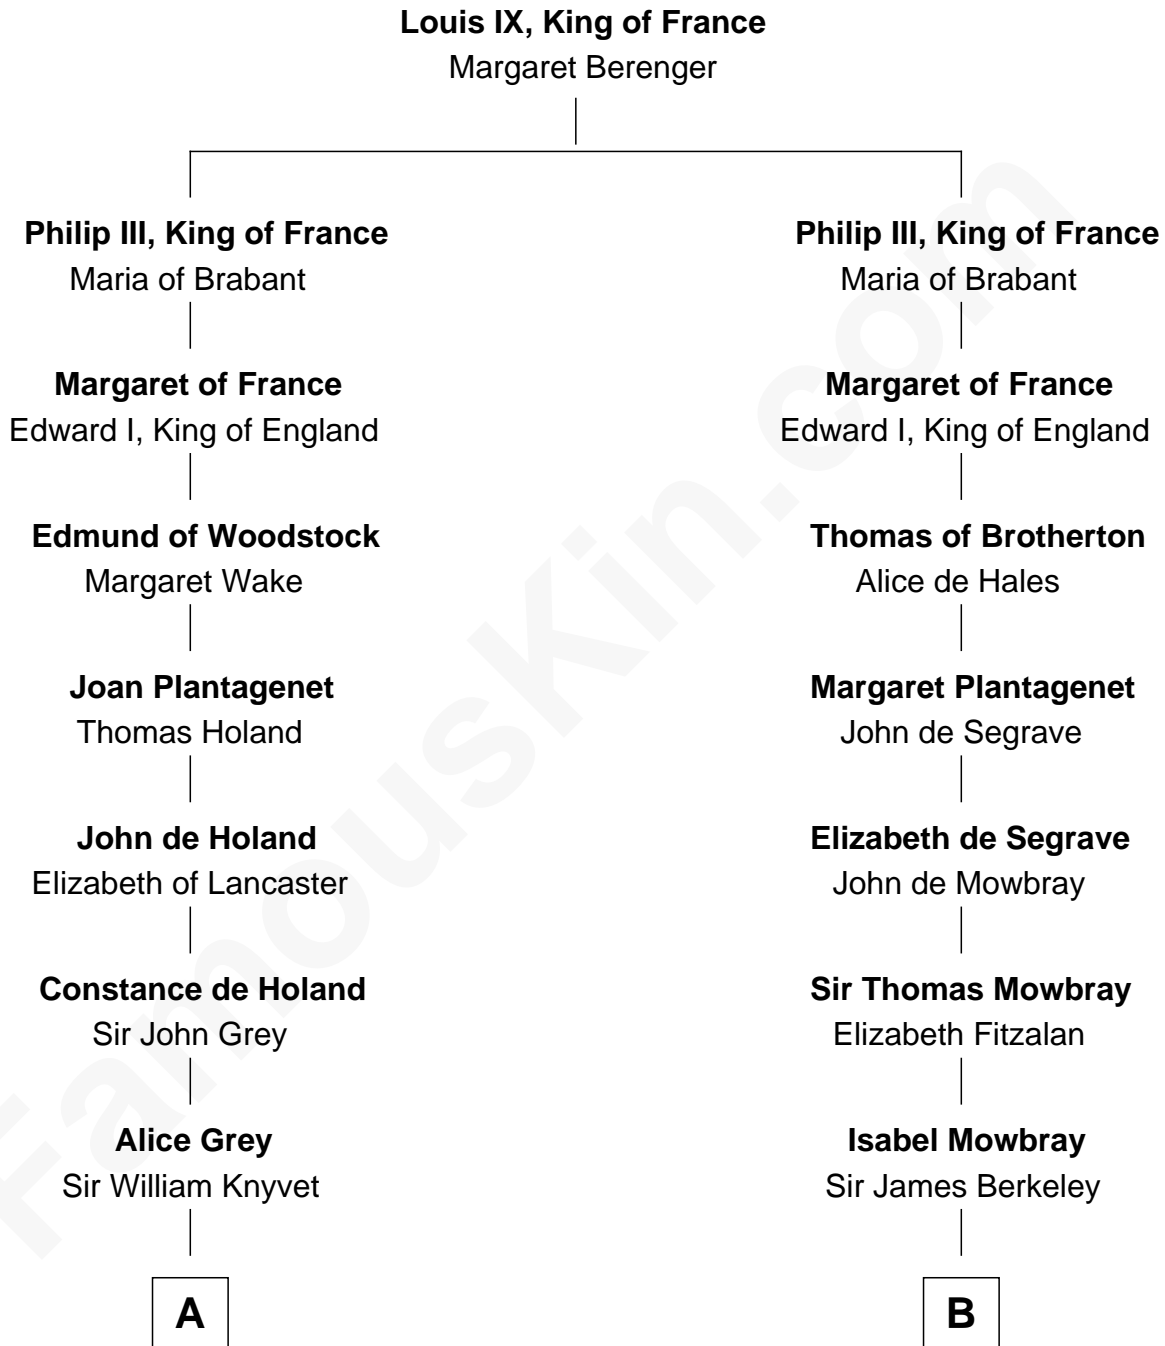 Louis IX, King of France
Margaret Berenger
Philip III, King of France
Maria of Brabant
Margaret of France
Edward I, King of England
Edmund of Woodstock
Margaret Wake
Joan Plantagenet
Thomas Holand
John de Holand
Elizabeth of Lancaster
Constance de Holand
Sir John Grey
Alice Grey
Sir William Knyvet
A
Philip III, King of France
Maria of Brabant
Margaret of France
Edward I, King of England
Thomas of Brotherton
Alice de Hales
Margaret Plantagenet
John de Segrave
Elizabeth de Segrave
John de Mowbray
Sir Thomas Mowbray
Elizabeth Fitzalan
Isabel Mowbray
Sir James Berkeley
B
FamousKin.com